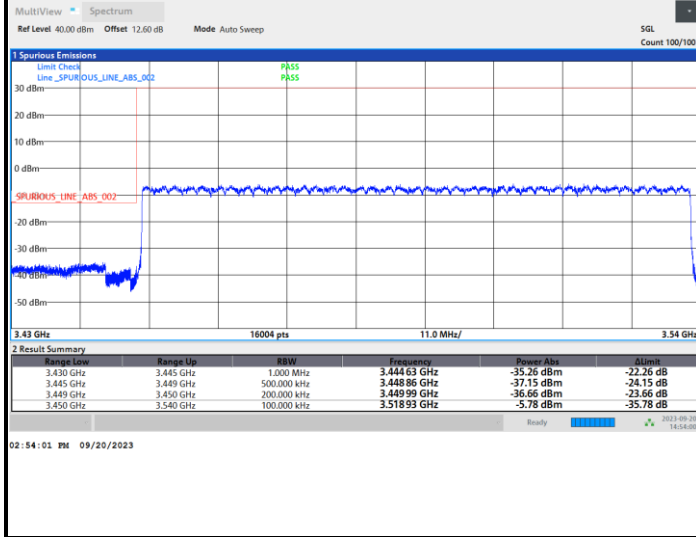 MultiView Spectrum
Ref Level 40.00 dBm Offset 12.60 dB Mode Auto Sweep SGL
Count 100/100
1 Spurious Emissions
Limit Check PASS
Line _SPURIOUS_LINE_ABS_002 PASS
30 dBm
20 dBm
10 dBm
0 dBm
SPURIOUS_LINE_ABS_002
-20 dBm
-30 dBm
-40 dBm
-50 dBm
3.43 GHz 16004 pts 11.0 MHz/ 3.54 GHz
2 Result Summary
Range Low Range Up RBW Frequency Power Abs ΔLimit
3.430 GHz 3.445 GHz 1.000 MHz 3.444 63 GHz -35.26 dBm -22.26 dB
3.445 GHz 3.449 GHz 500.000 kHz 3.448 86 GHz -37.15 dBm -24.15 dB
3.449 GHz 3.450 GHz 200.000 kHz 3.449 99 GHz -36.66 dBm -23.66 dB
3.450 GHz 3.540 GHz 100.000 kHz 3.518 93 GHz -5.78 dBm -35.78 dB
Ready 2023-09-20
14:54:00
02:54:01 PM 09/20/2023